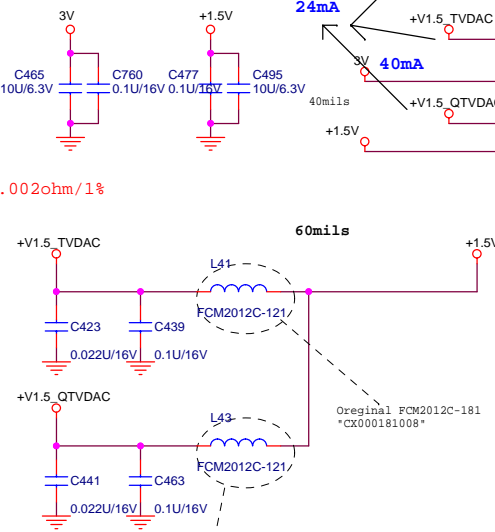 24mA
3V
+1.5V
+V1.5_TVDAC
3V
40mA
C465
10U/6.3V
C760
0.1U/16V
C477
0.1U/16V
C495
10U/6.3V
40mils
+V1.5_QTVDA
+1.5V
.002ohm/1%
60mils
+V1.5_TVDAC
+1.5V
L41
FCM2012C-121
C423
0.022U/16V
C439
0.1U/16V
+V1.5_QTVDAC
Oreginal FCM2012C-181
"CX000181008"
L43
FCM2012C-121
C441
0.022U/16V
C463
0.1U/16V